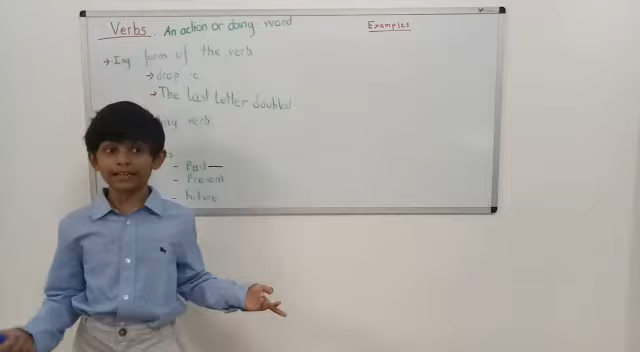 Verbs. An action or doing word
Examples
→ Ing form of the verb
→ drop e
→ The last letter doubled
verb
- Past
- Present
- Future